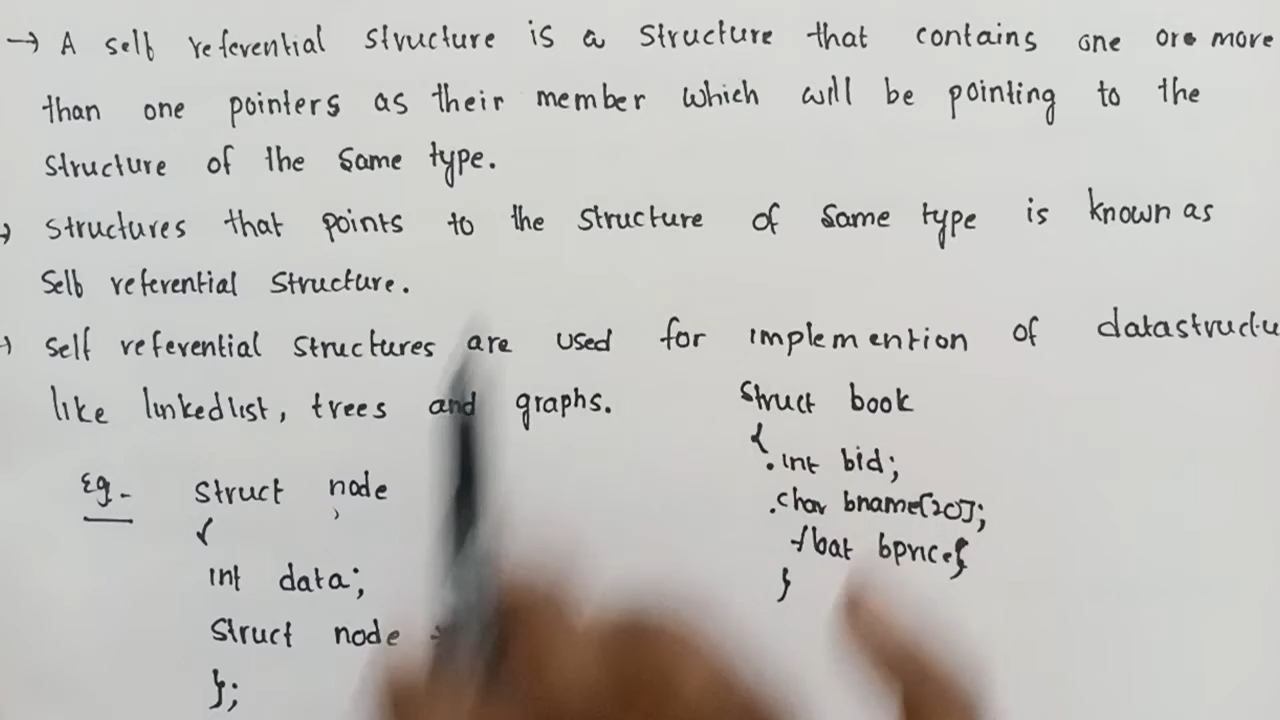 → A self referential structure is a structure that contains one or more
than one pointers as their member which will be pointing to the
structure of the same type.
→ structures that points to the structure of same type is known as
Self referential structure.
→ self referential structures are used for implemention of datastructu
like linkedlist, trees and graphs.
Eg- struct node
{
int data;
struct node
};
struct book
{
int bid;
char bname[20];
float bprice;
}